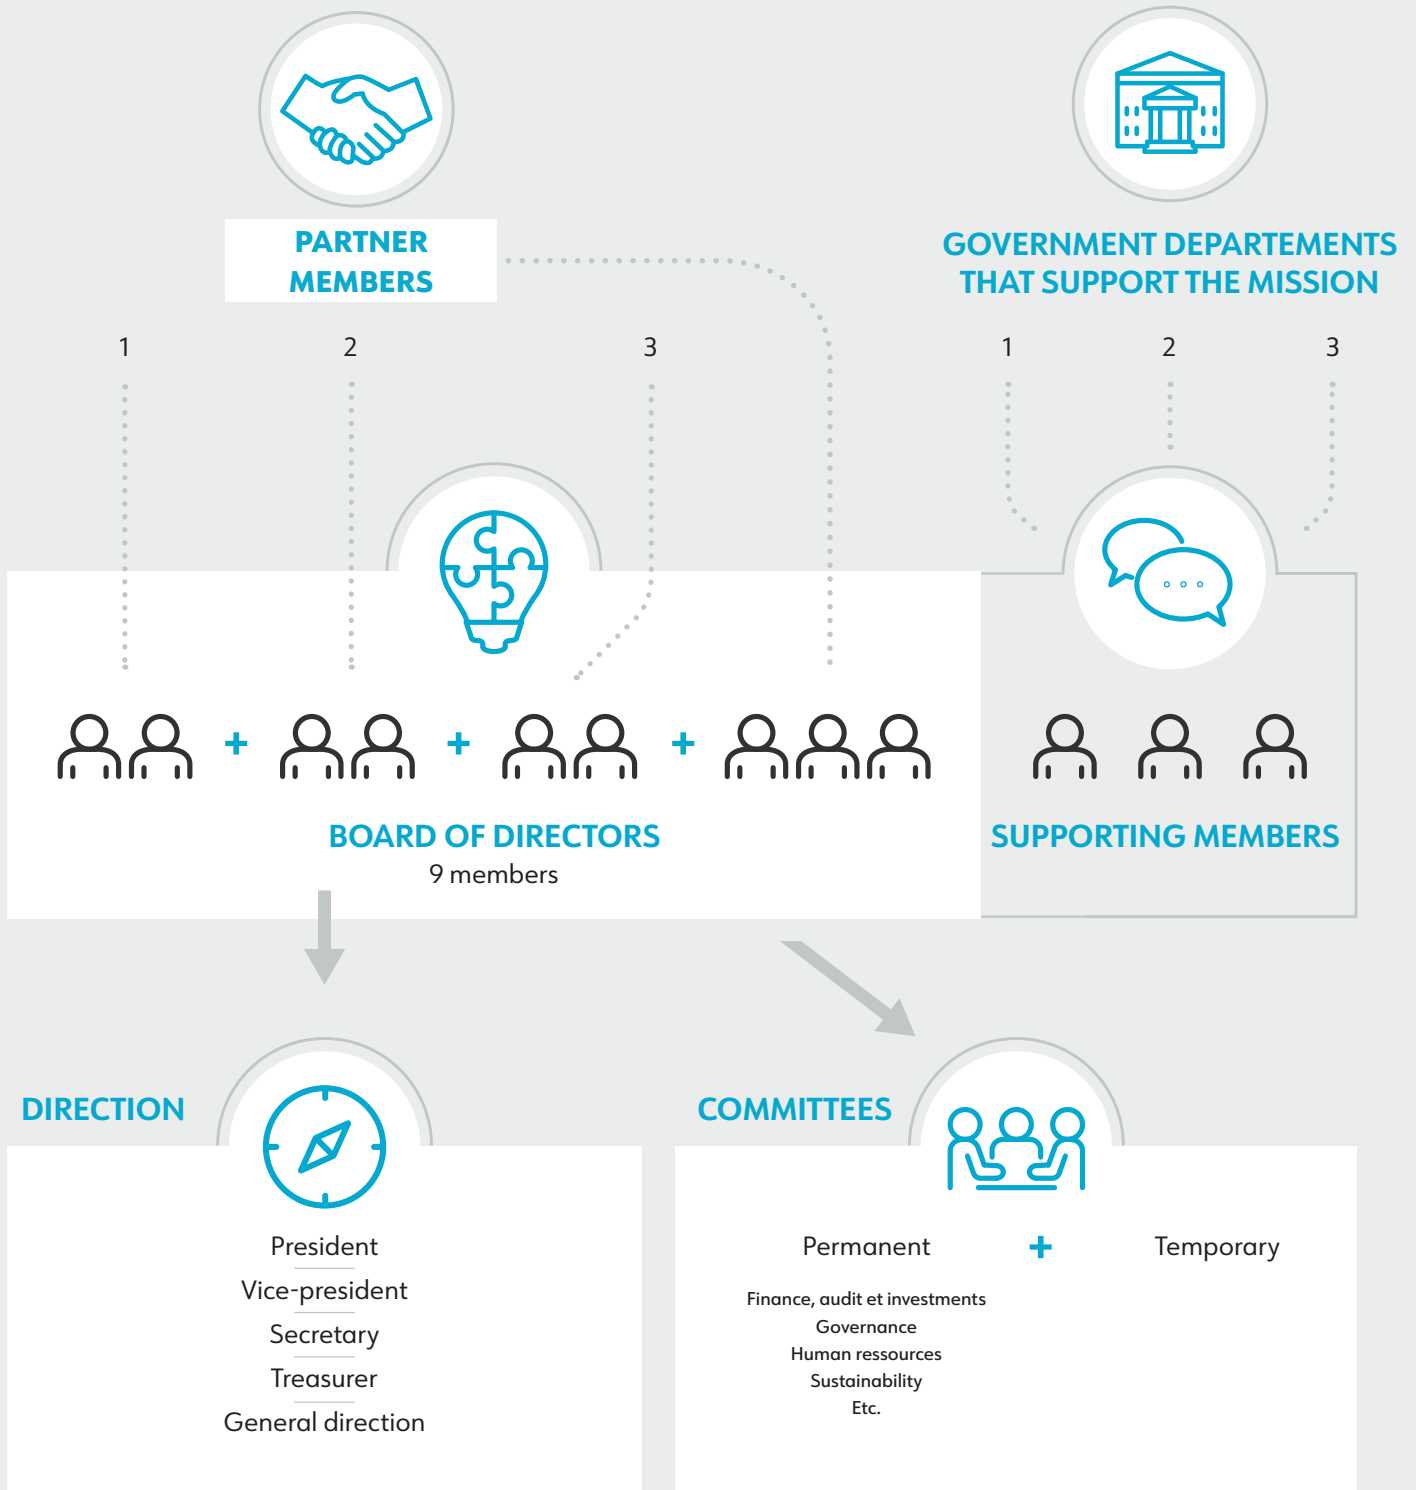 PARTNER
MEMBERS
GOVERNMENT DEPARTEMENTS
THAT SUPPORT THE MISSION
1
2
3
1
2
3
BOARD OF DIRECTORS
9 members
SUPPORTING MEMBERS
DIRECTION
President
Vice-president
Secretary
Treasurer
General direction
COMMITTEES
Permanent + Temporary
Finance, audit et investments
Governance
Human ressources
Sustainability
Etc.